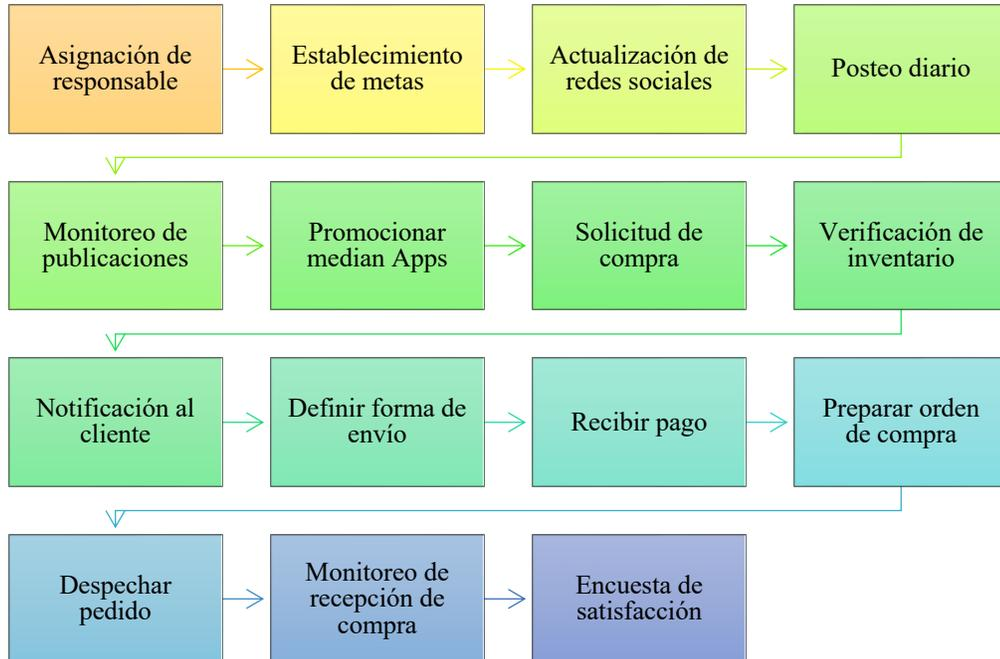 Asignación de
responsable
Establecimiento
de metas
Actualización de
redes sociales
Posteo diario
Monitoreo de
publicaciones
Promocionar
median Apps
Solicitud de
compra
Verificación de
inventario
Notificación al
cliente
Definir forma de
envío
Recibir pago
Preparar orden
de compra
Despechar
pedido
Monitoreo de
recepción de
compra
Encuesta de
satisfacción